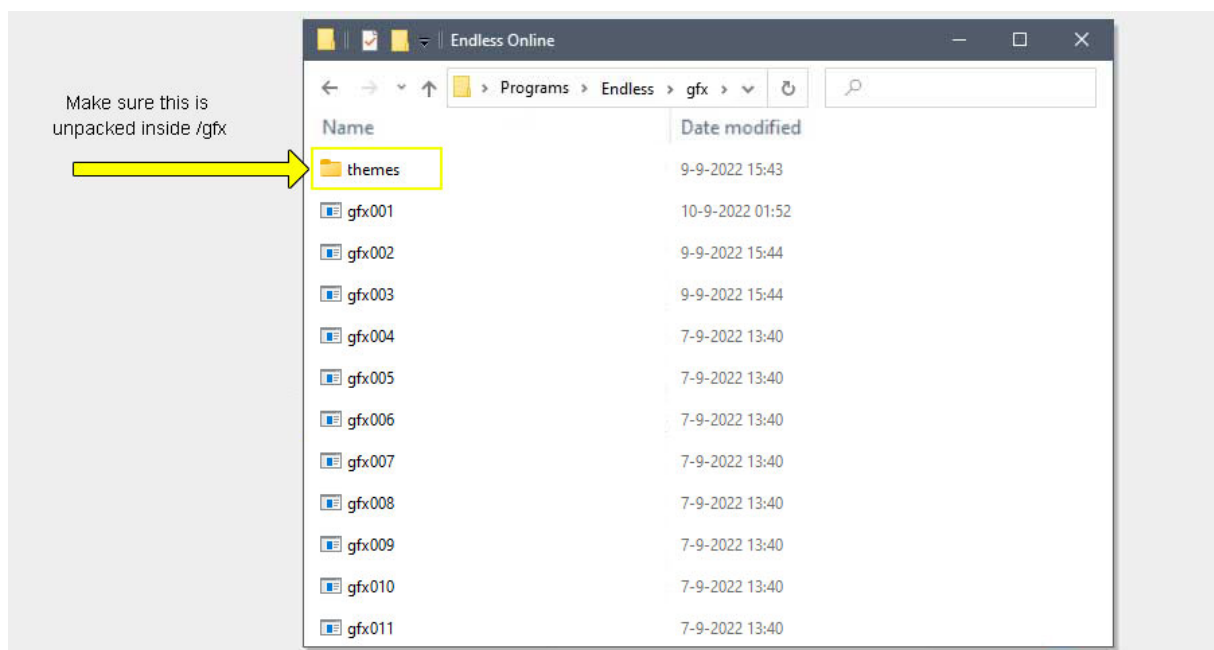 Endless Online
Programs > Endless > gfx >
Make sure this is
unpacked inside /gfx
Name Date modified
themes 9-9-2022 15:43
gfx001 10-9-2022 01:52
gfx002 9-9-2022 15:44
gfx003 9-9-2022 15:44
gfx004 7-9-2022 13:40
gfx005 7-9-2022 13:40
gfx006 7-9-2022 13:40
gfx007 7-9-2022 13:40
gfx008 7-9-2022 13:40
gfx009 7-9-2022 13:40
gfx010 7-9-2022 13:40
gfx011 7-9-2022 13:40